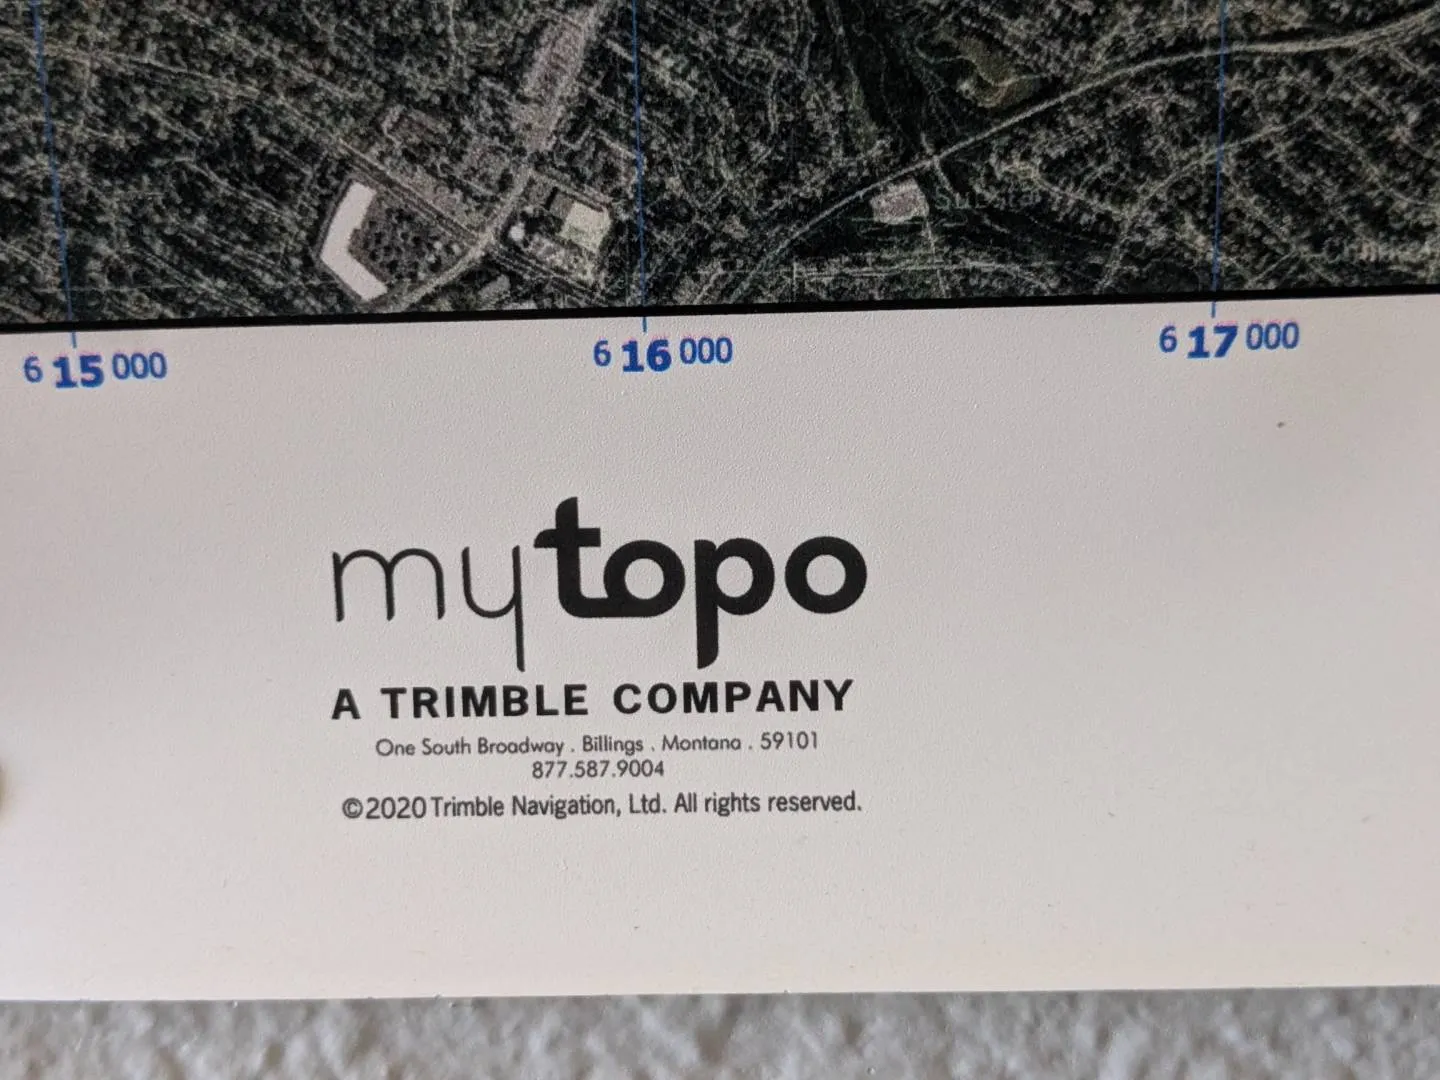 6 15 000 6 16 000 6 17 000
mytopo
A TRIMBLE COMPANY
One South Broadway . Billings . Montana . 59101
877.587.9004
©2020 Trimble Navigation, Ltd. All rights reserved.